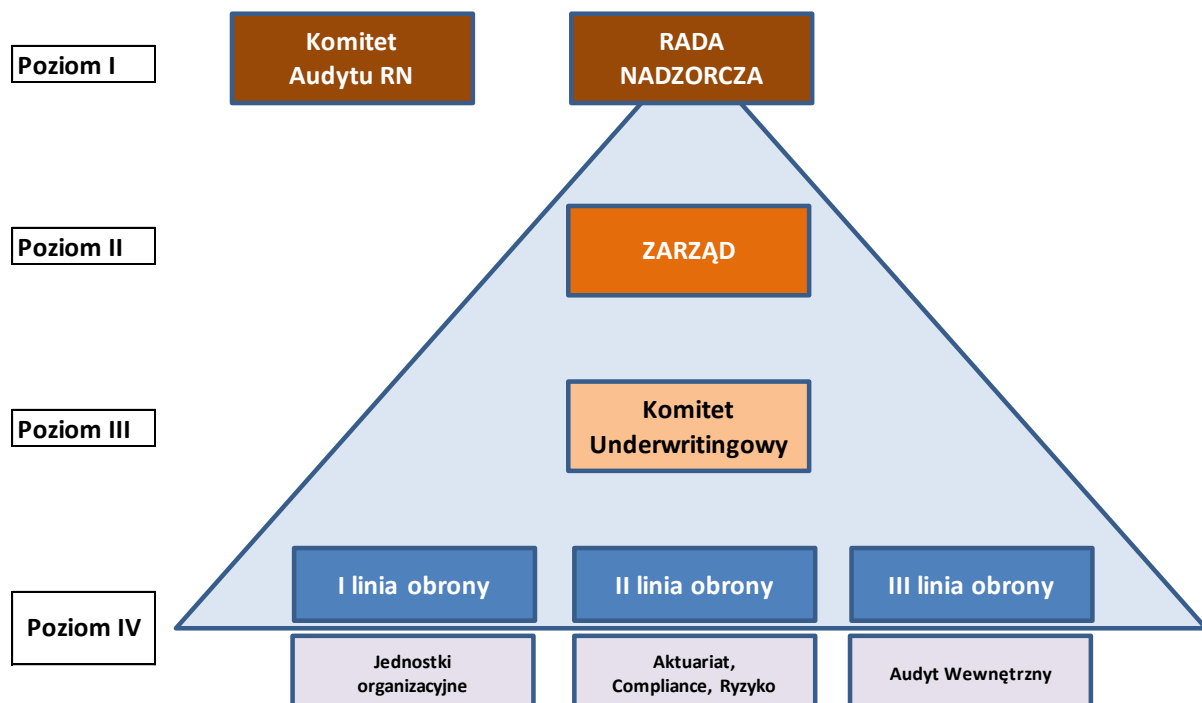 Poziom I
Komitet
Audytu RN
RADA
NADZORCZA
Poziom II
ZARZĄD
Poziom III
Komitet
Underwritingowy
Poziom IV
I linia obrony
II linia obrony
III linia obrony
Jednostki
organizacyjne
Aktuariat,
Compliance, Ryzyko
Audyt Wewnętrzny